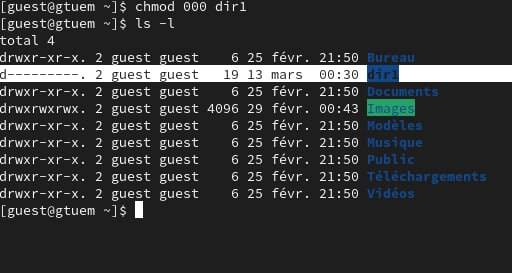 [guest@gtuem ~]$ chmod 000 dir1
[guest@gtuem ~]$ ls -l
total 4
drwxr-xr-x. 2 guest guest    6 25 févr. 21:50 Bureau
d---------. 2 guest guest   19 13 mars  00:30 dir1
drwxr-xr-x. 2 guest guest    6 25 févr. 21:50 Documents
drwxrwxrwx. 2 guest guest 4096 29 févr. 00:43 Images
drwxr-xr-x. 2 guest guest    6 25 févr. 21:50 Modèles
drwxr-xr-x. 2 guest guest    6 25 févr. 21:50 Musique
drwxr-xr-x. 2 guest guest    6 25 févr. 21:50 Public
drwxr-xr-x. 2 guest guest    6 25 févr. 21:50 Téléchargements
drwxr-xr-x. 2 guest guest    6 25 févr. 21:50 Vidéos
[guest@gtuem ~]$